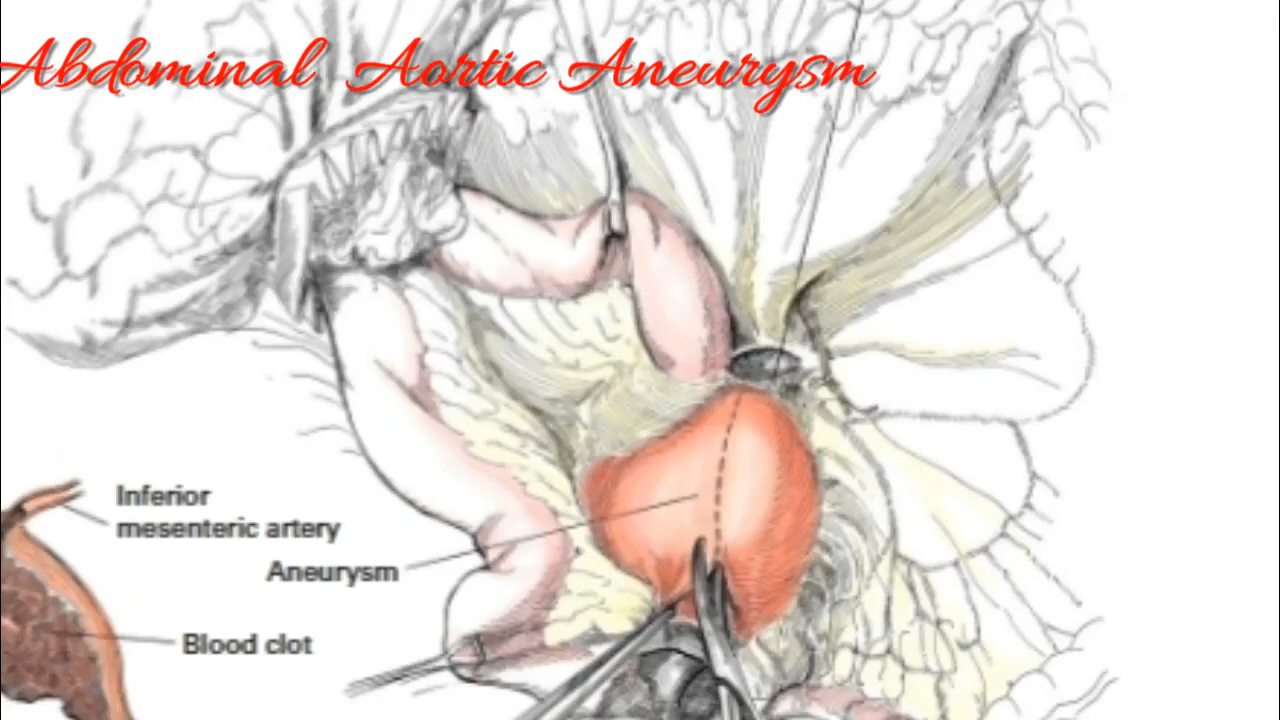 Abdominal Aortic Aneurysm
Inferior
mesenteric artery
Aneurysm
Blood clot